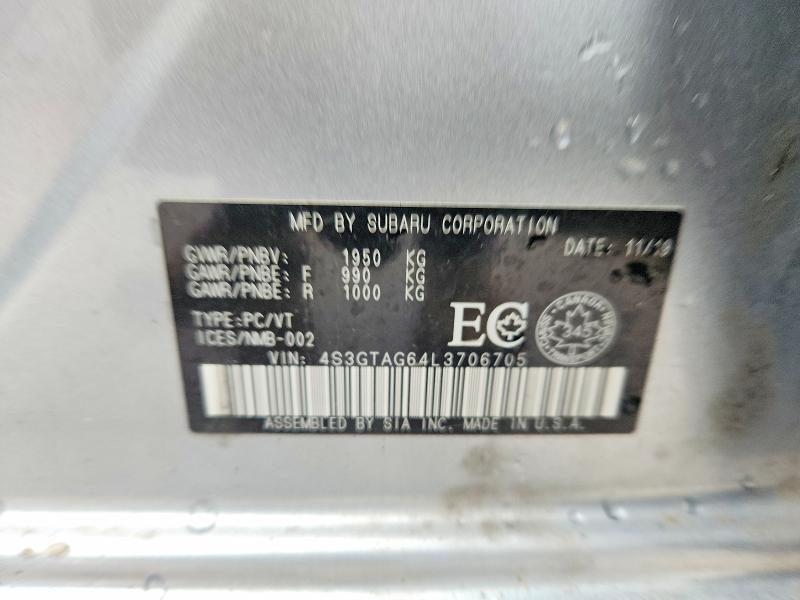 MFD BY SUBARU CORPORATION
DATE: 11/19
GVWR/PNBV: 1950 KG
GAWR/PNBE: F 990 KG
GAWR/PNBE: R 1000 KG
TYPE:PC/VT
ICES/NMB-002
EC
345
VIN: 4S3GTAG64L3706705
ASSEMBLED BY SIA INC. MADE IN U.S.A.